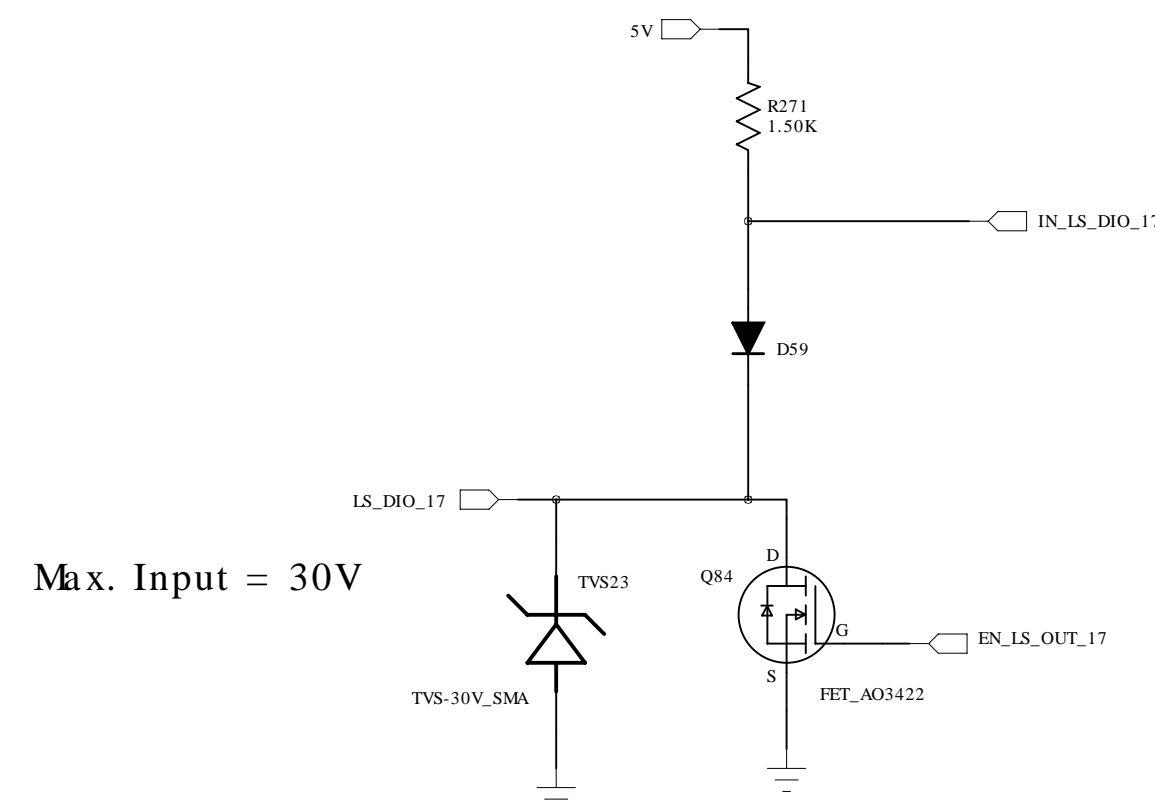 5V
R271
1.50K
IN_LS_DIO_17
D59
LS_DIO_17
Max. Input = 30V
TVS23
TVS-30V_SMA
Q84
D
G
S
EN_LS_OUT_17
FET_AO3422